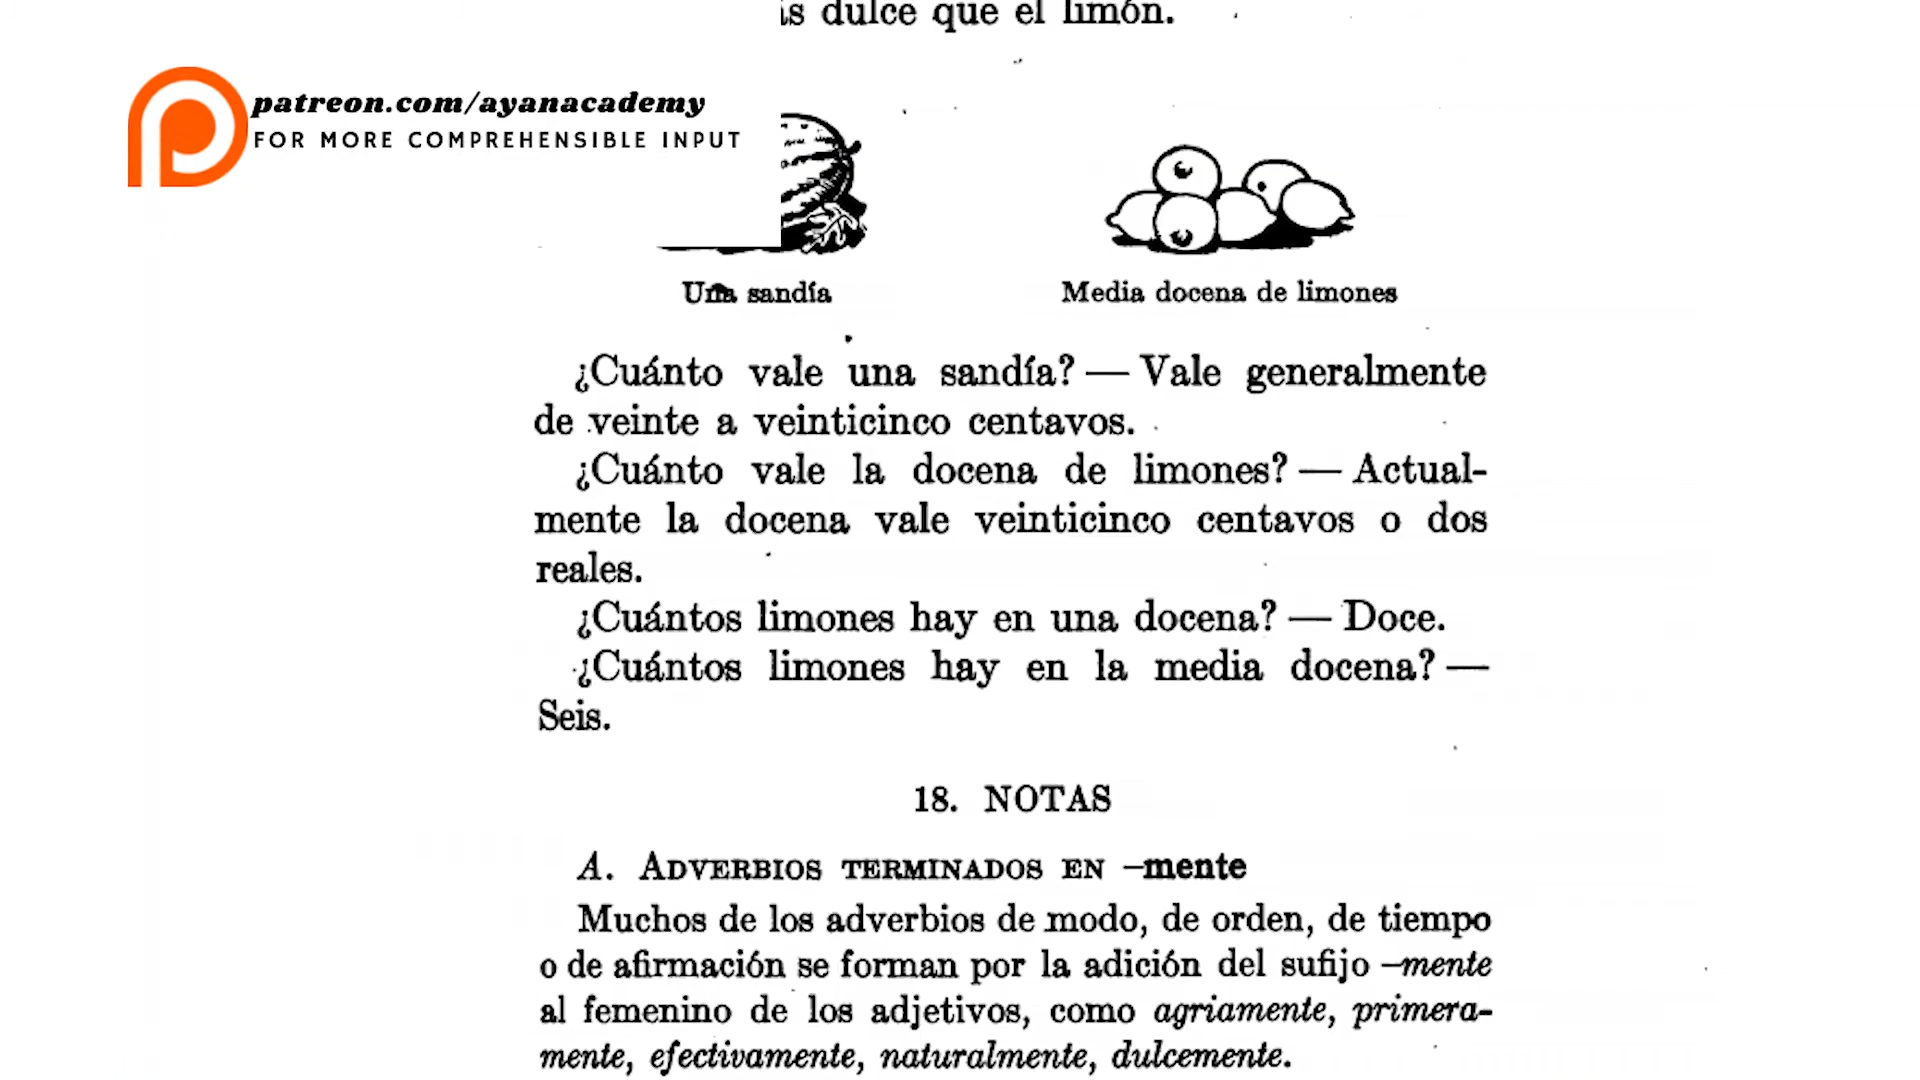 dulce que el limón.
patreon.com/ayanacademy
FOR MORE COMPREHENSIBLE INPUT
Una sandía
Media docena de limones
¿Cuánto vale una sandía? — Vale generalmente
de veinte a veinticinco centavos.
¿Cuánto vale la docena de limones? — Actual-
mente la docena vale veinticinco centavos o dos
reales.
¿Cuántos limones hay en una docena? — Doce.
¿Cuántos limones hay en la media docena? —
Seis.
18. NOTAS
A. ADVERBIOS TERMINADOS EN –mente
Muchos de los adverbios de modo, de orden, de tiempo
o de afirmación se forman por la adición del sufijo –mente
al femenino de los adjetivos, como agriamente, primera-
mente, efectivamente, naturalmente, dulcemente.